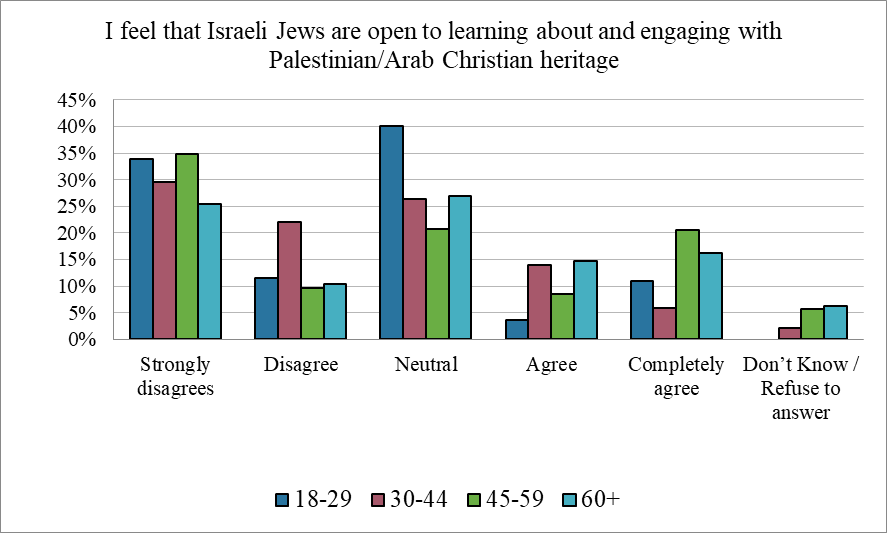 I feel that Israeli Jews are open to learning about and engaging with
Palestinian/Arab Christian heritage
45%
40%
35%
30%
25%
20%
15%
10%
5%
0%
Strongly
disagrees
Disagree
Neutral
Agree
Completely
agree
Don’t Know /
Refuse to
answer
18-29
30-44
45-59
60+